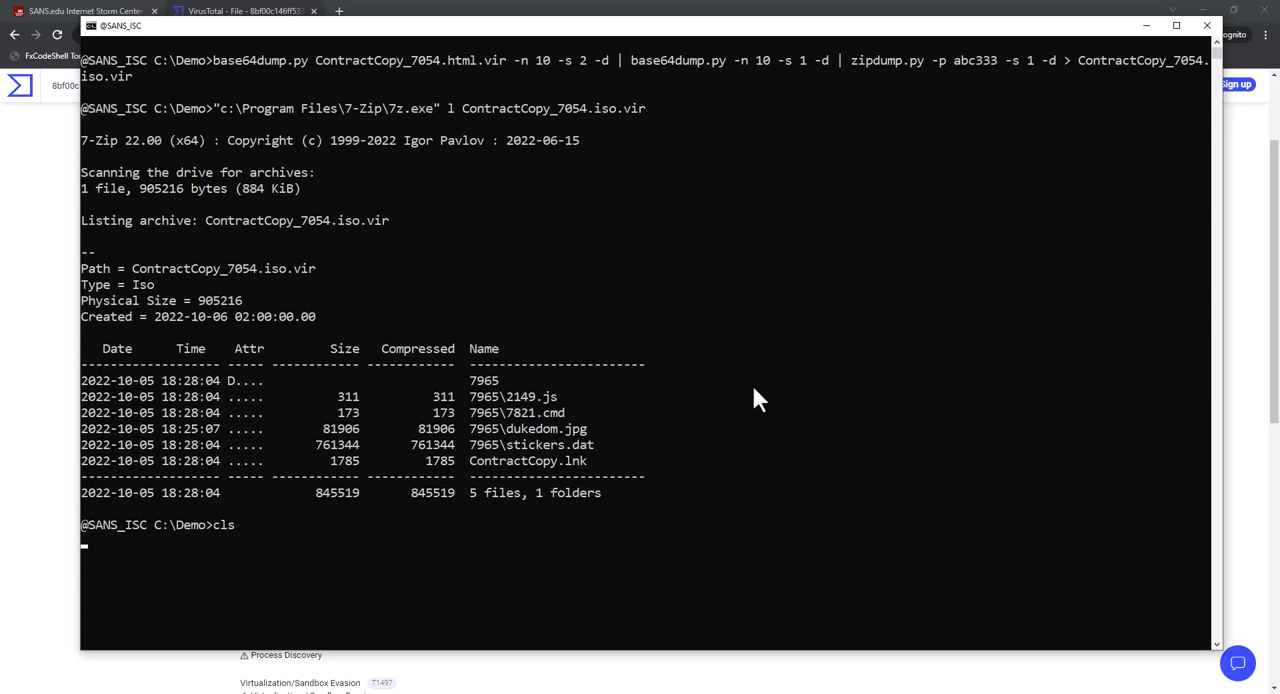 SANS.edu Internet Storm Center
VirusTotal - File - 8bf00c146ff533
@SANS_ISC
FxCodeShell
8bf00c
ognito
Sign up
@SANS_ISC C:\Demo>base64dump.py ContractCopy_7054.html.vir -n 10 -s 2 -d | base64dump.py -n 10 -s 1 -d | zipdump.py -p abc333 -s 1 -d > ContractCopy_7054.
iso.vir
@SANS_ISC C:\Demo>"c:\Program Files\7-Zip\7z.exe" l ContractCopy_7054.iso.vir
7-Zip 22.00 (x64) : Copyright (c) 1999-2022 Igor Pavlov : 2022-06-15
Scanning the drive for archives:
1 file, 905216 bytes (884 KiB)
Listing archive: ContractCopy_7054.iso.vir
--
Path = ContractCopy_7054.iso.vir
Type = Iso
Physical Size = 905216
Created = 2022-10-06 02:00:00.00
Date Time Attr Size Compressed Name
------------------- ----- ------------ ------------ ------------------------
2022-10-05 18:28:04 D.... 7965
2022-10-05 18:28:04 ..... 311 311 7965\2149.js
2022-10-05 18:28:04 ..... 173 173 7965\7821.cmd
2022-10-05 18:25:07 ..... 81906 81906 7965\dukedom.jpg
2022-10-05 18:28:04 ..... 761344 761344 7965\stickers.dat
2022-10-05 18:28:04 ..... 1785 1785 ContractCopy.lnk
------------------- ----- ------------ ------------ ------------------------
2022-10-05 18:28:04 845519 845519 5 files, 1 folders
@SANS_ISC C:\Demo>cls
Process Discovery
Virtualization/Sandbox Evasion T1497